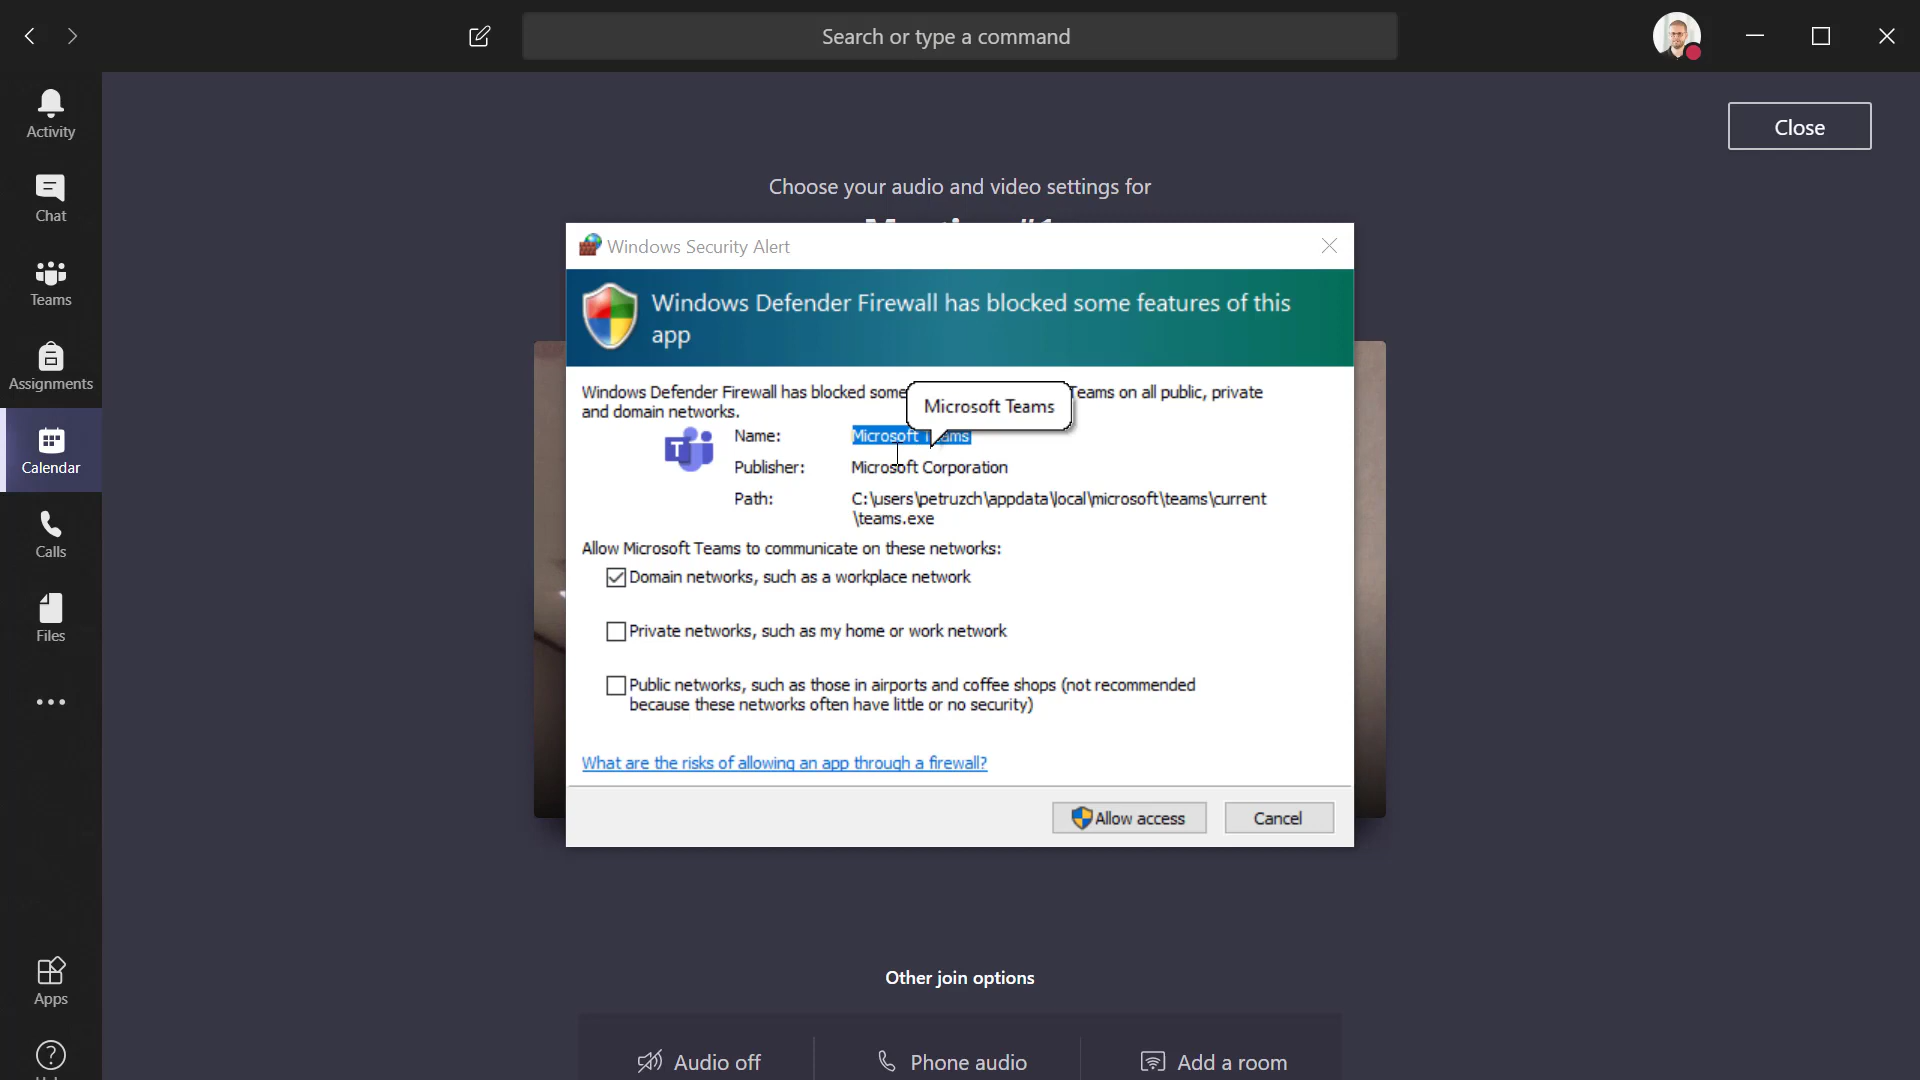 Search or type a command
Activity
Chat
Teams
Assignments
Calendar
Calls
Files
Apps
Close
Choose your audio and video settings for
Windows Security Alert
Windows Defender Firewall has blocked some features of this
app
Windows Defender Firewall has blocked some Teams on all public, private
and domain networks.
Microsoft Teams
Name: Microsoft Teams
Publisher: Microsoft Corporation
Path: C:\users\petruzch\appdata\local\microsoft\teams\current
\teams.exe
Allow Microsoft Teams to communicate on these networks:
Domain networks, such as a workplace network
Private networks, such as my home or work network
Public networks, such as those in airports and coffee shops (not recommended
because these networks often have little or no security)
What are the risks of allowing an app through a firewall?
Allow access Cancel
Other join options
Audio off Phone audio Add a room